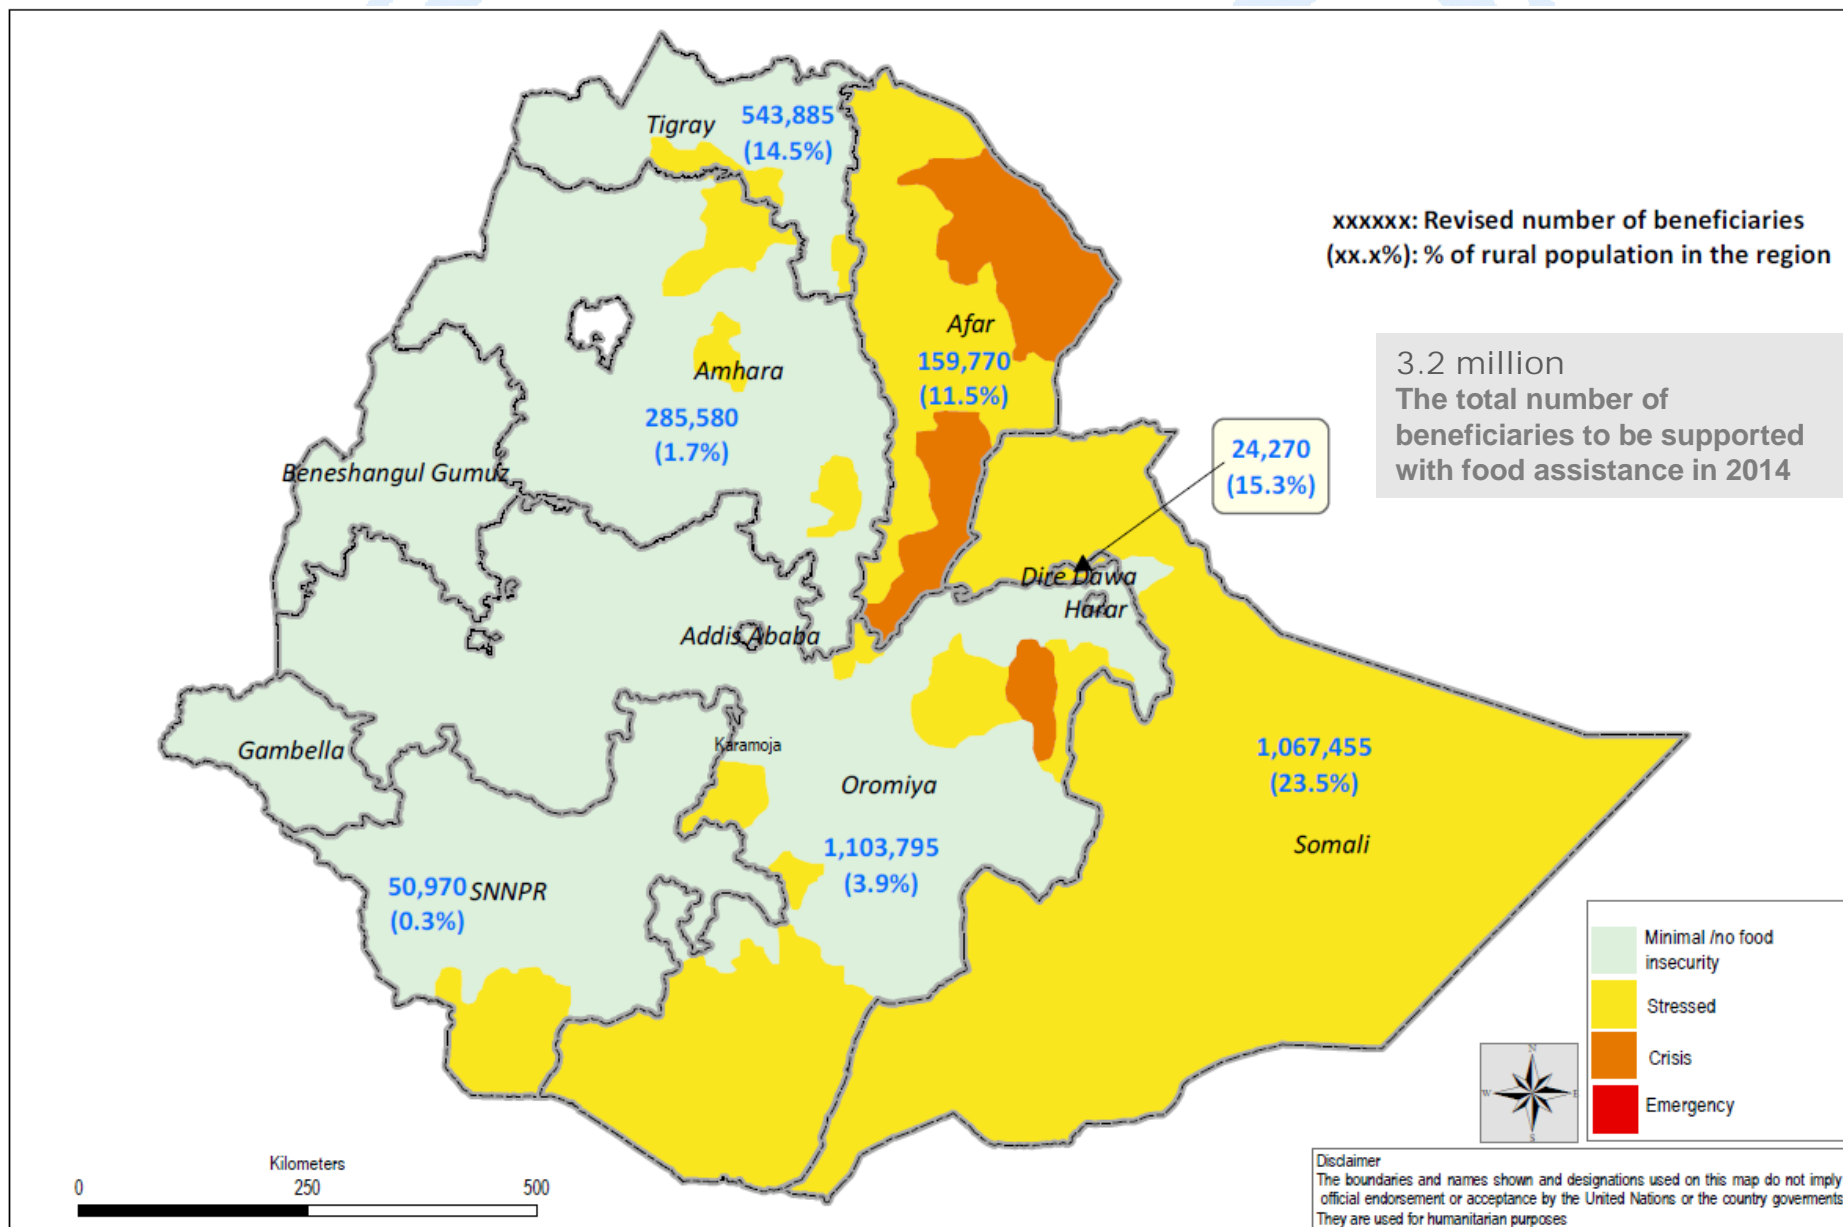 Tigray
543,885
(14.5%)
xxxxxx: Revised number of beneficiaries
(xx.x%): % of rural population in the region
Afar
159,770
(11.5%)
3.2 million
The total number of
beneficiaries to be supported
with food assistance in 2014
Amhara
285,580
(1.7%)
24,270
(15.3%)
Beneshangul Gumuz
Dire Dawa
Harar
Addis Ababa
Gambella
Karamoja
Oromiya
1,103,795
(3.9%)
1,067,455
(23.5%)
Somali
50,970 SNNPR
(0.3%)
Minimal /no food
insecurity
Stressed
Crisis
Emergency
N
W E
S
Kilometers
0 250 500
Disclaimer
The boundaries and names shown and designations used on this map do not imply
official endorsement or acceptance by the United Nations or the country goverments
They are used for humanitarian purposes